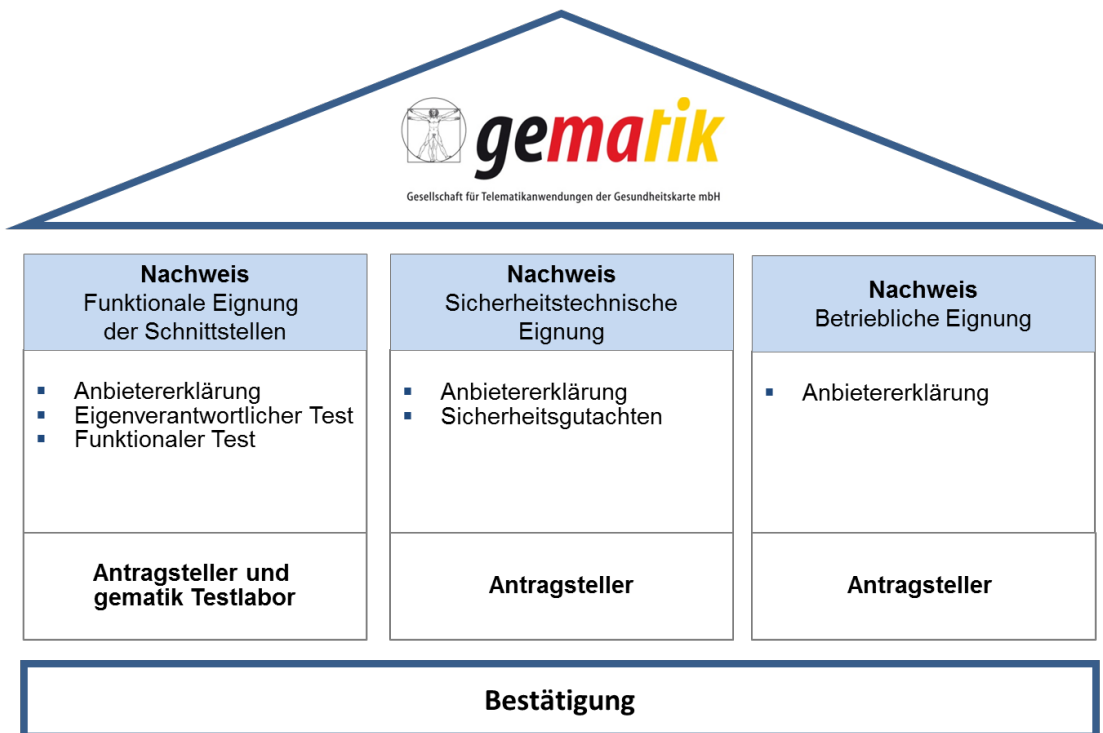 gematik
Gesellschaft für Telematikanwendungen der Gesundheitskarte mbH
Nachweis
Funktionale Eignung
der Schnittstellen
▪ Anbietererklärung
▪ Eigenverantwortlicher Test
▪ Funktionaler Test
Antragsteller und
gematik Testlabor
Nachweis
Sicherheitstechnische
Eignung
▪ Anbietererklärung
▪ Sicherheitsgutachten
Antragsteller
Nachweis
Betriebliche Eignung
▪ Anbietererklärung
Antragsteller
Bestätigung